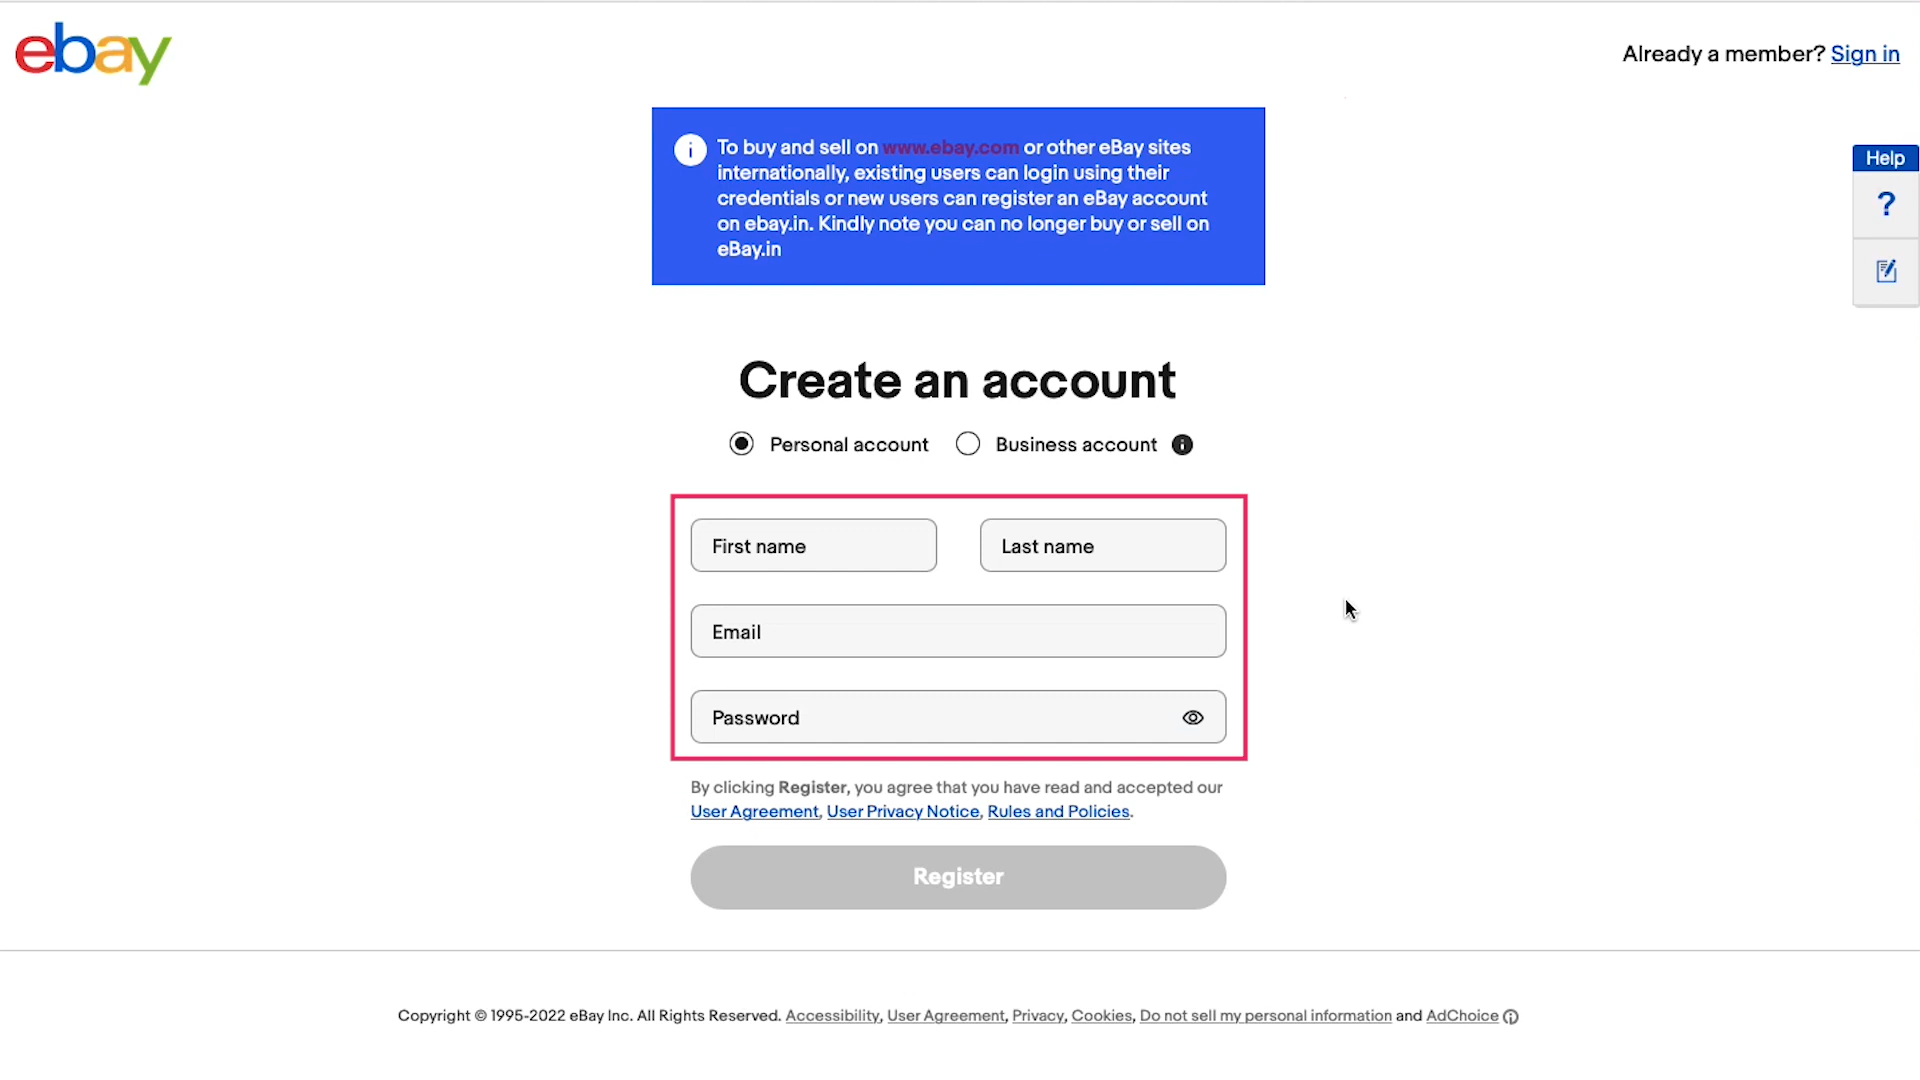 ebay
Already a member? Sign in
To buy and sell on www.ebay.com or other eBay sites
internationally, existing users can login using their
credentials or new users can register an eBay account
on ebay.in. Kindly note you can no longer buy or sell on
eBay.in
Help
?
Create an account
Personal account Business account
First name Last name
Email
Password
By clicking Register, you agree that you have read and accepted our
User Agreement, User Privacy Notice, Rules and Policies.
Register
Copyright © 1995-2022 eBay Inc. All Rights Reserved. Accessibility, User Agreement, Privacy, Cookies, Do not sell my personal information and AdChoice